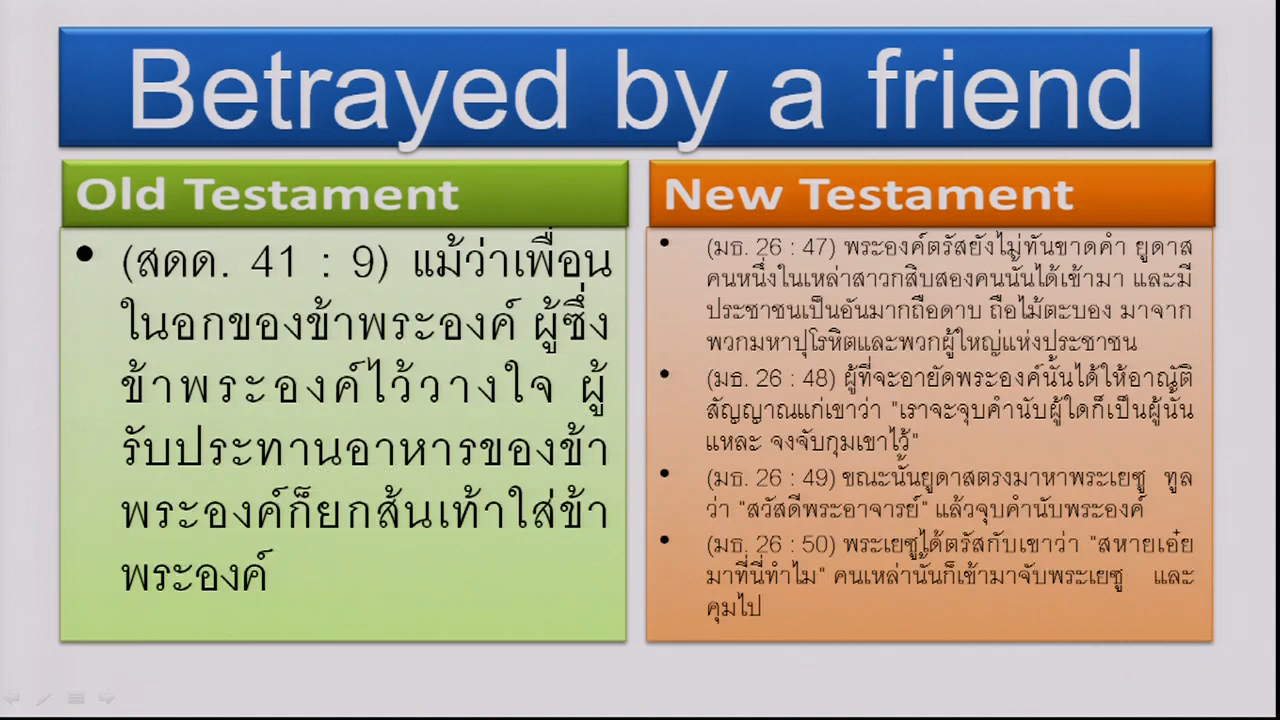 Betrayed by a friend
Old Testament
• (สดด. 41 : 9) แม้ว่าเพื่อน
ในอกของข้าพระองค์ ผู้ซึ่ง
ข้าพระองค์ไว้วางใจ ผู้
รับประทานอาหารของข้า
พระองค์ก็ยกส้นเท้าใส่ข้า
พระองค์
New Testament
• (มธ. 26 : 47) พระองค์ตรัสยังไม่ทันขาดคำ ยูดาส
คนหนึ่งในเหล่าสาวกสิบสองคนนั้นได้เข้ามา และมี
ประชาชนเป็นอันมากถือดาบ ถือไม้ตะบอง มาจาก
พวกมหาปุโรหิตและพวกผู้ใหญ่แห่งประชาชน
• (มธ. 26 : 48) ผู้ที่จะอายัดพระองค์นั้นได้ให้อาณัติ
สัญญาณแก่เขาว่า "เราจะจุบคำนับผู้ใดก็เป็นผู้นั้น
แหละ จงจับกุมเขาไว้"
• (มธ. 26 : 49) ขณะนั้นยูดาสตรงมาหาพระเยซู ทูล
ว่า "สวัสดีพระอาจารย์" แล้วจุบคำนับพระองค์
• (มธ. 26 : 50) พระเยซูได้ตรัสกับเขาว่า "สหายเอ๋ย
มาที่นี่ทำไม" คนเหล่านั้นก็เข้ามาจับพระเยซู และ
คุมไป